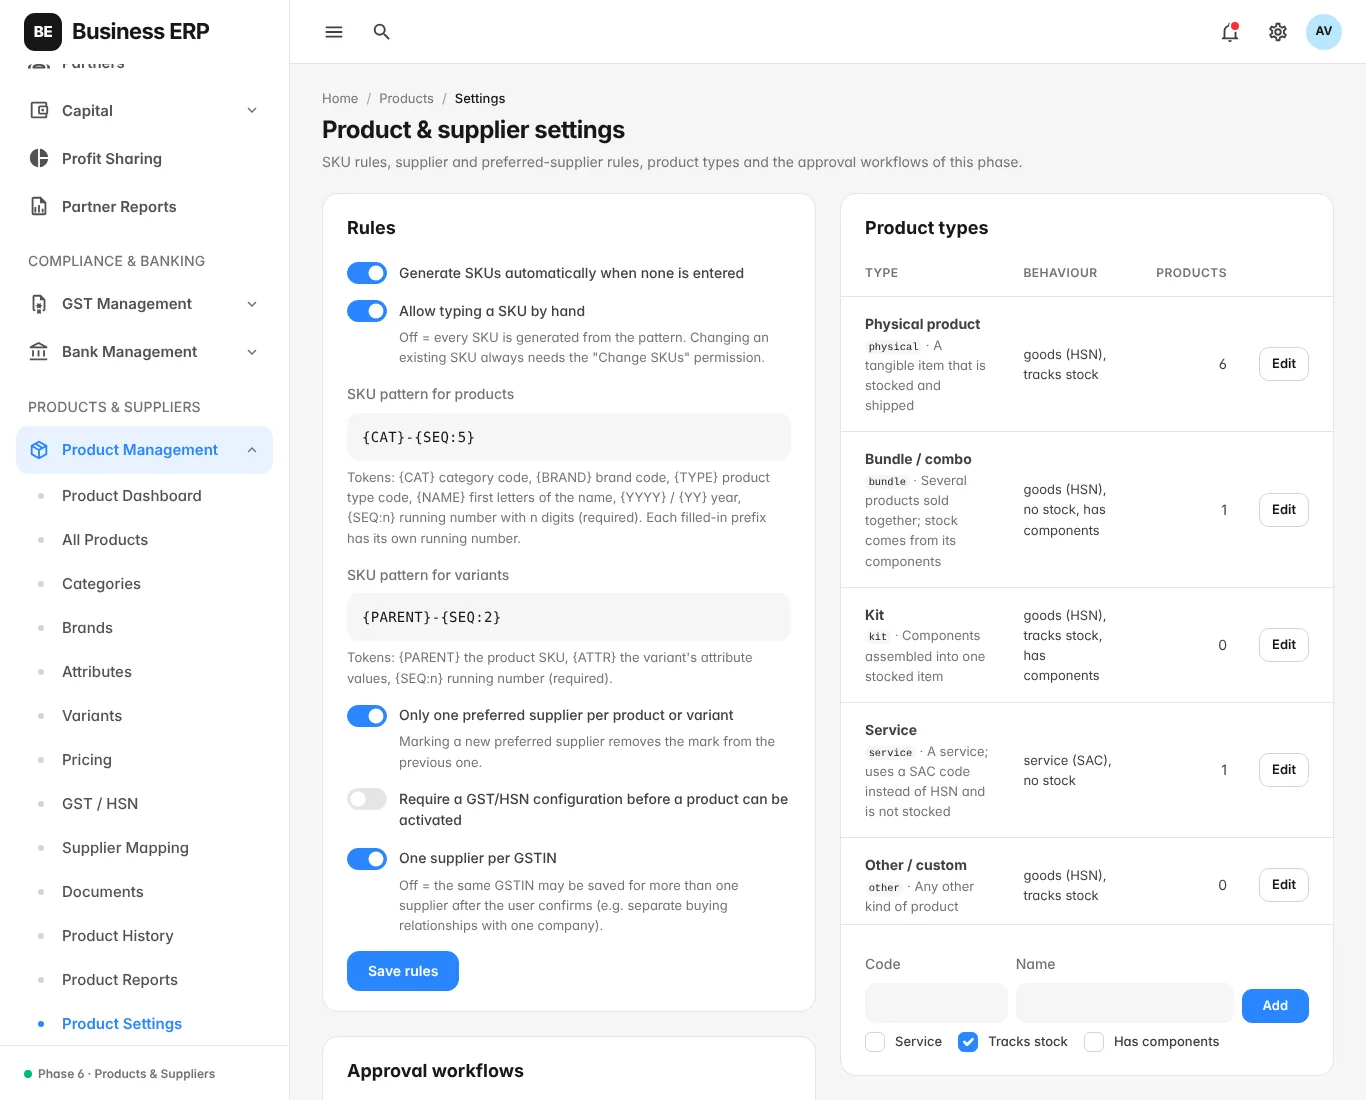 BE Business ERP
Partners
Capital
Profit Sharing
Partner Reports
COMPLIANCE & BANKING
GST Management
Bank Management
PRODUCTS & SUPPLIERS
Product Management
Product Dashboard
All Products
Categories
Brands
Attributes
Variants
Pricing
GST / HSN
Supplier Mapping
Documents
Product History
Product Reports
Product Settings
Phase 6 · Products & Suppliers
AV
Home / Products / Settings
Product & supplier settings
SKU rules, supplier and preferred-supplier rules, product types and the approval workflows of this phase.
Rules
Generate SKUs automatically when none is entered
Allow typing a SKU by hand
Off = every SKU is generated from the pattern. Changing an
existing SKU always needs the "Change SKUs" permission.
SKU pattern for products
{CAT}-{SEQ:5}
Tokens: {CAT} category code, {BRAND} brand code, {TYPE} product
type code, {NAME} first letters of the name, {YYYY} / {YY} year,
{SEQ:n} running number with n digits (required). Each filled-in prefix
has its own running number.
SKU pattern for variants
{PARENT}-{SEQ:2}
Tokens: {PARENT} the product SKU, {ATTR} the variant's attribute
values, {SEQ:n} running number (required).
Only one preferred supplier per product or variant
Marking a new preferred supplier removes the mark from the
previous one.
Require a GST/HSN configuration before a product can be
activated
One supplier per GSTIN
Off = the same GSTIN may be saved for more than one
supplier after the user confirms (e.g. separate buying
relationships with one company).
Save rules
Approval workflows
Product types
TYPE BEHAVIOUR PRODUCTS
Physical product
physical · A
tangible item that is
stocked and
shipped
goods (HSN),
tracks stock
6
Edit
Bundle / combo
bundle · Several
products sold
together; stock
comes from its
components
goods (HSN),
no stock, has
components
1
Edit
Kit
kit · Components
assembled into one
stocked item
goods (HSN),
tracks stock,
has
components
0
Edit
Service
service · A service;
uses a SAC code
instead of HSN and
is not stocked
service (SAC),
no stock
1
Edit
Other / custom
other · Any other
kind of product
goods (HSN),
tracks stock
0
Edit
Code Name
Add
Service Tracks stock Has components